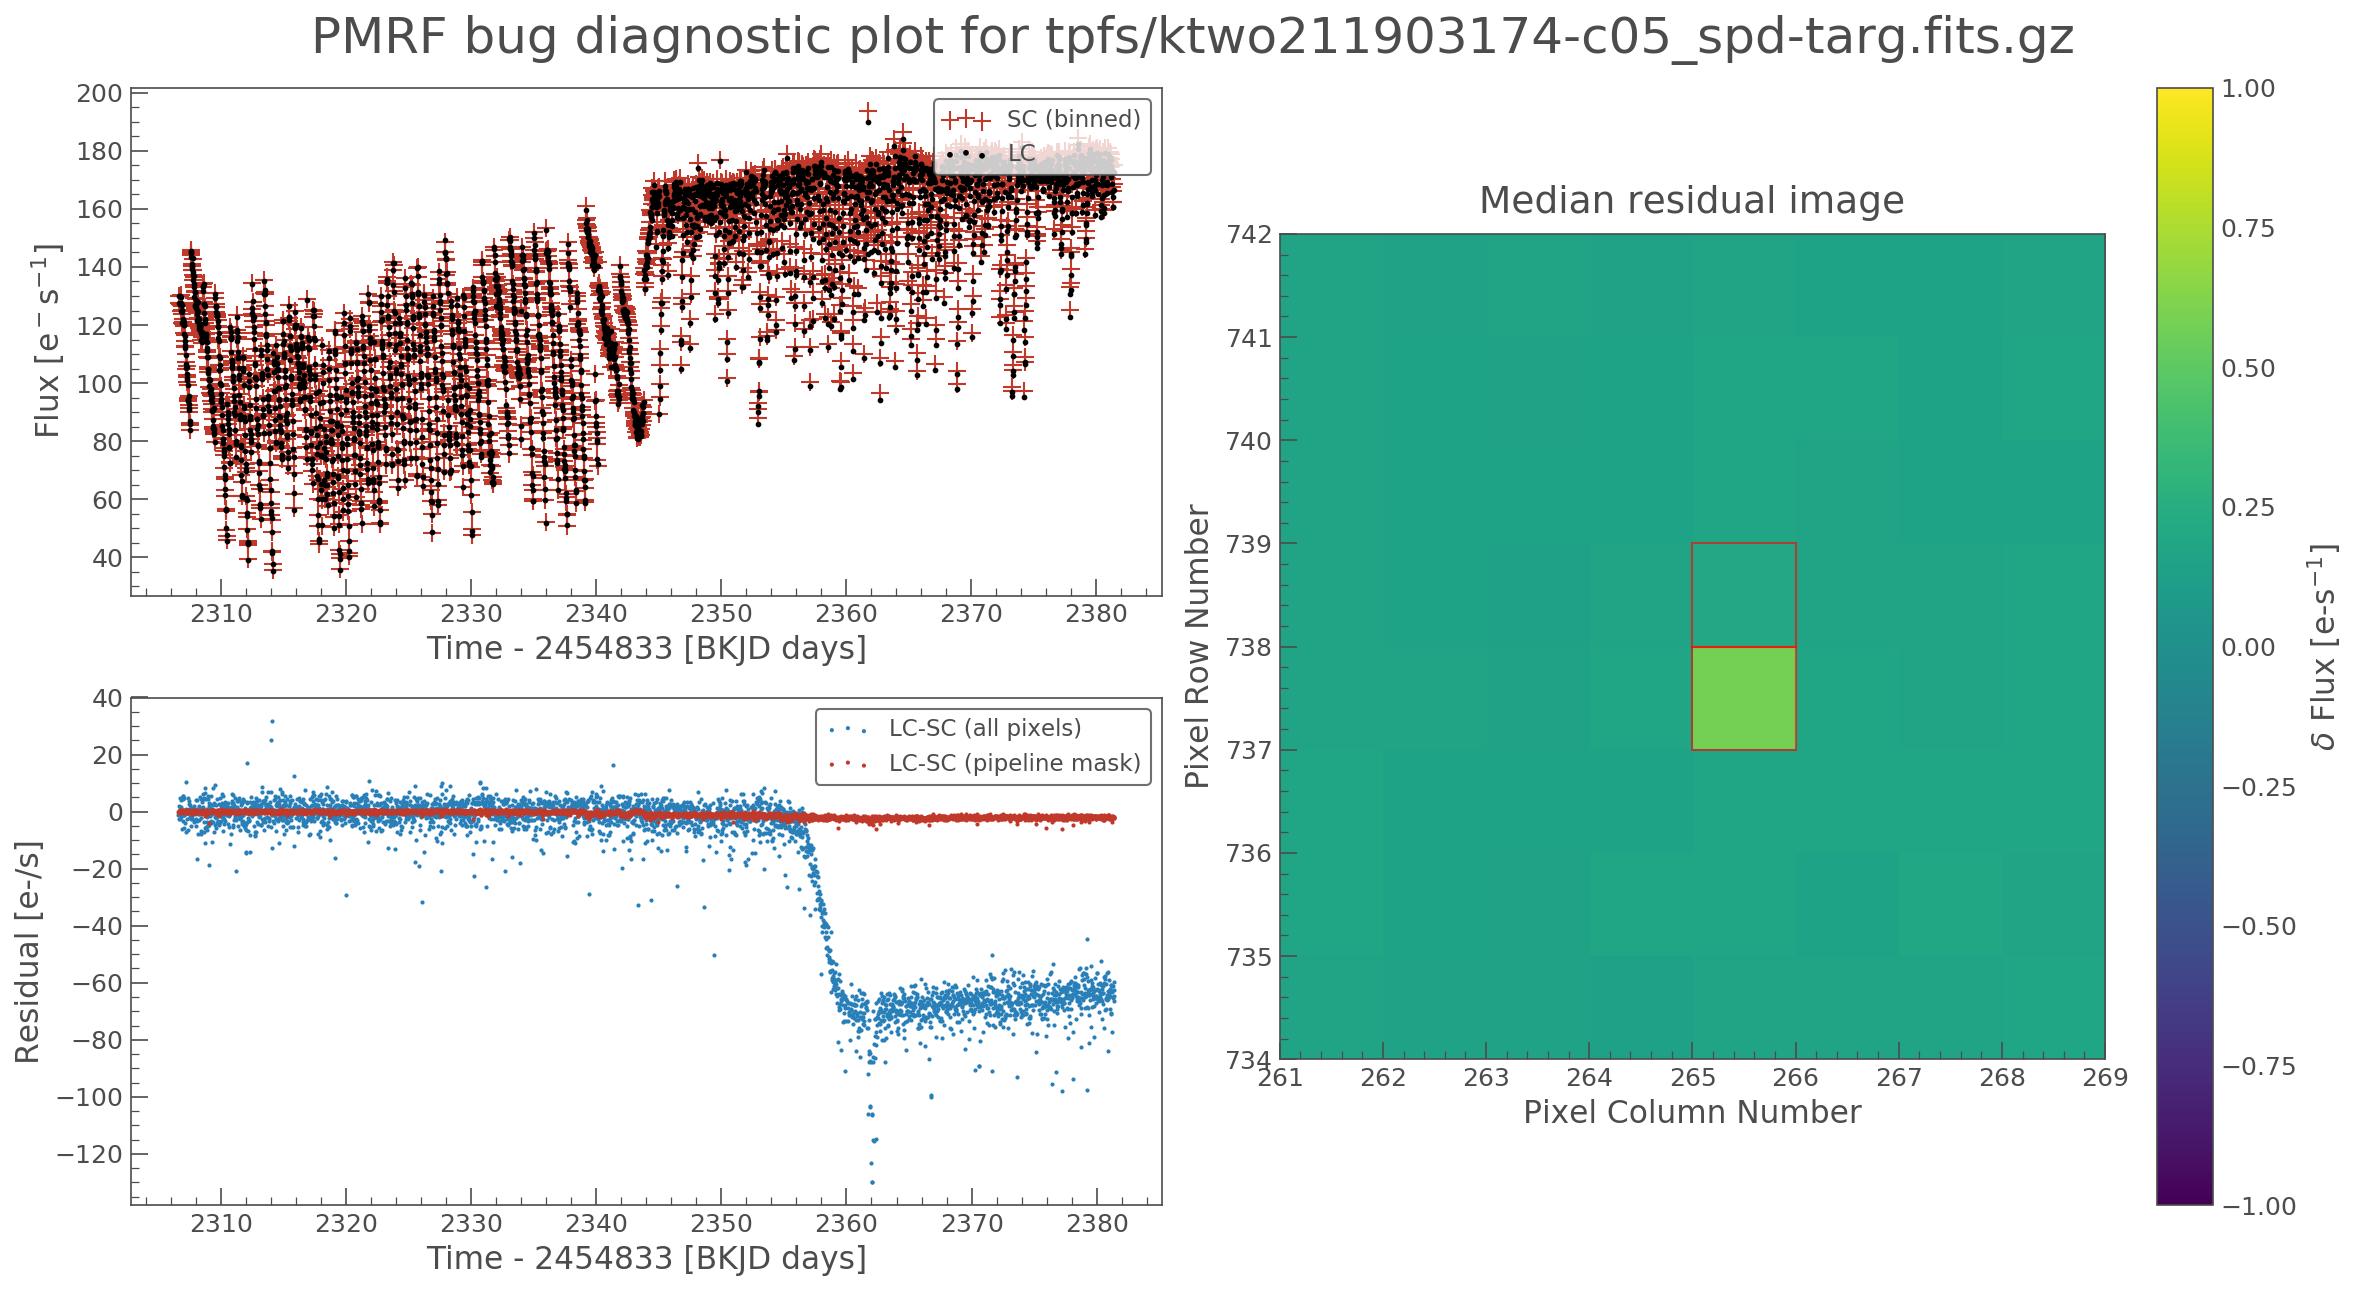 PMRF bug diagnostic plot for tpfs/ktwo211903174-c05_spd-targ.fits.gz
200
180
160
140
120
100
80
60
40
Flux [e⁻ s⁻¹]
SC (binned)
LC
2310 2320 2330 2340 2350 2360 2370 2380
Time - 2454833 [BKJD days]
40
20
0
−20
−40
−60
−80
−100
−120
Residual [e-/s]
LC-SC (all pixels)
LC-SC (pipeline mask)
2310 2320 2330 2340 2350 2360 2370 2380
Time - 2454833 [BKJD days]
Median residual image
742
741
740
739
738
737
736
735
734
Pixel Row Number
261 262 263 264 265 266 267 268 269
Pixel Column Number
1.00
0.75
0.50
0.25
0.00
−0.25
−0.50
−0.75
−1.00
δ Flux [e-s⁻¹]